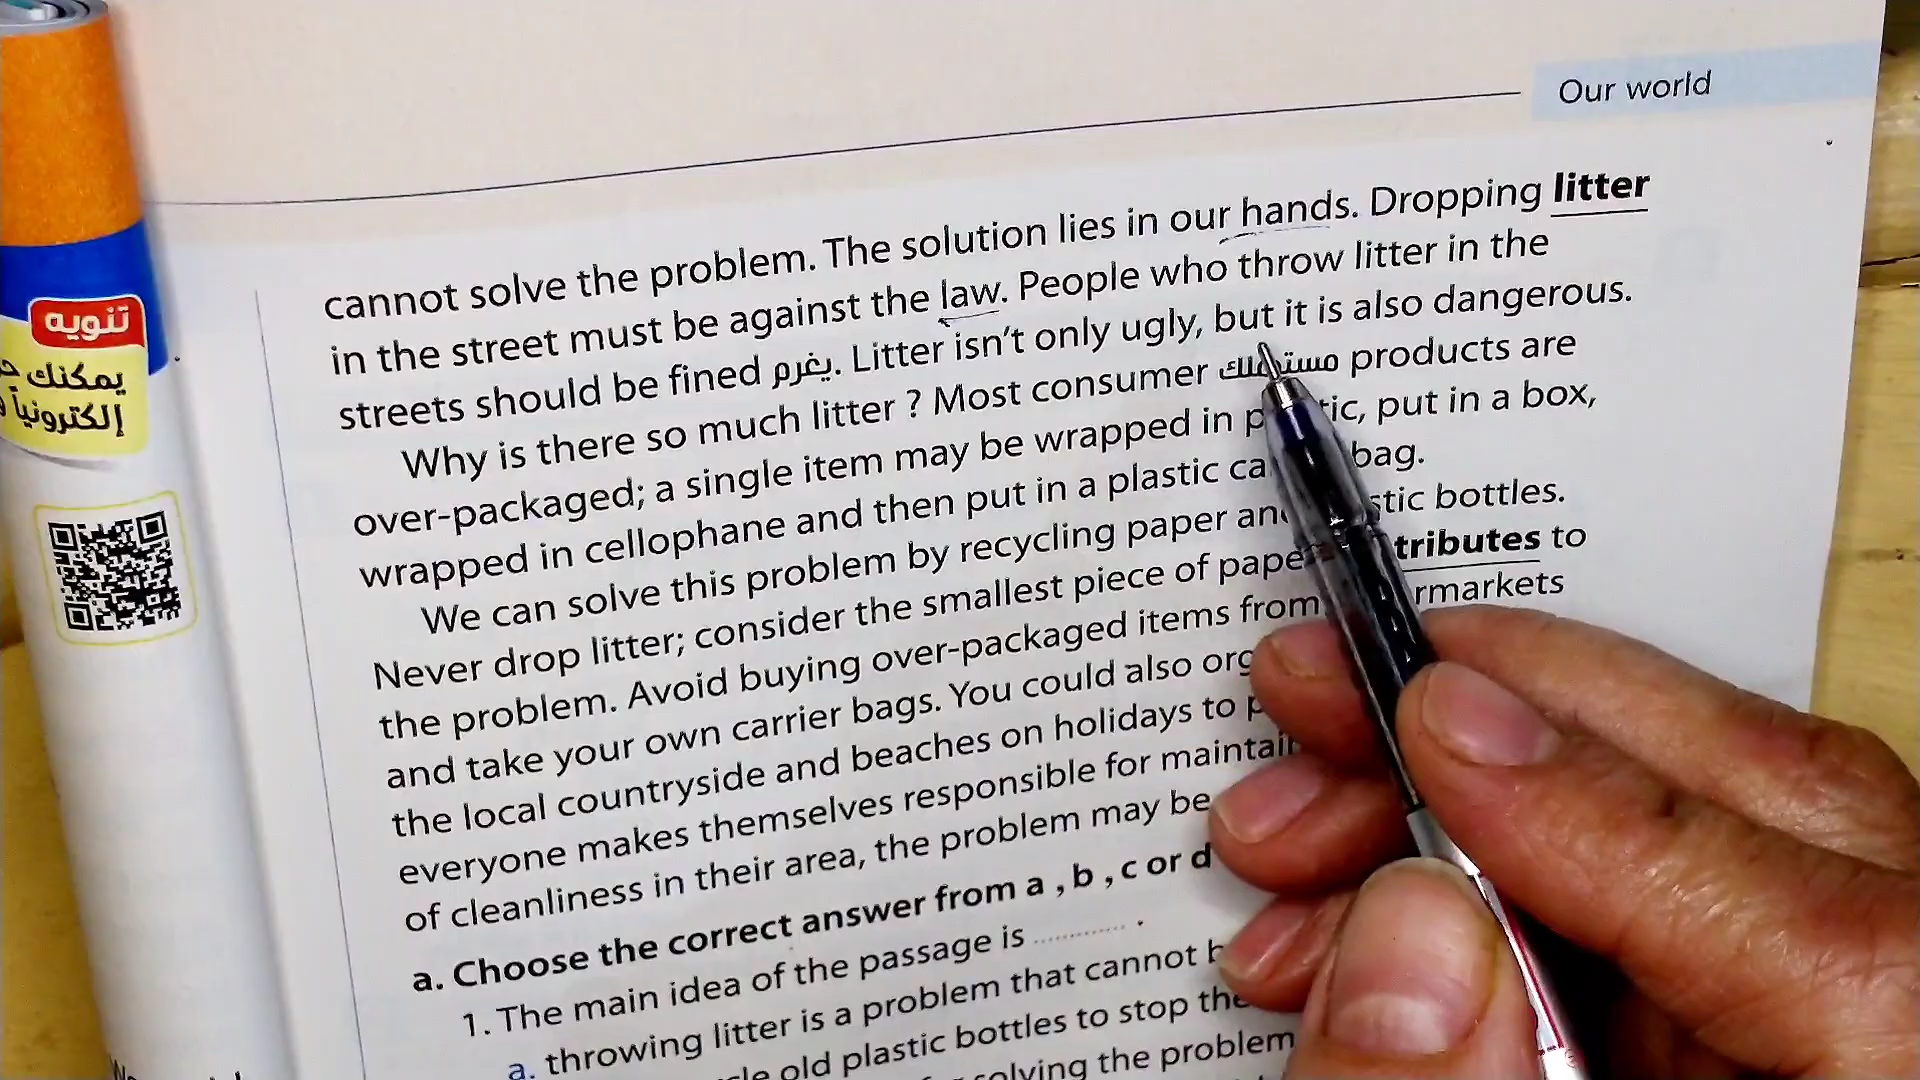 Our world
cannot solve the problem. The solution lies in our hands. Dropping litter
in the street must be against the law. People who throw litter in the
streets should be fined يغرم. Litter isn't only ugly, but it is also dangerous.
Why is there so much litter ? Most consumer مستهلك products are
over-packaged; a single item may be wrapped in put in a box,
wrapped in cellophane and then put in a plastic bag.
We can solve this problem by recycling paper and bottles.
Never drop litter; consider the smallest piece of to
the problem. Avoid buying over-packaged items from
and take your own carrier bags. You could also
the local countryside and beaches on holidays to
everyone makes themselves responsible for
of cleanliness in their area, the problem may be
a. Choose the correct answer from a , b , c or d
1. The main idea of the passage is ............ .
a. throwing litter is a problem that cannot
old plastic bottles to stop
solving the problem
تنويه
يمكنك
إلكترونياً